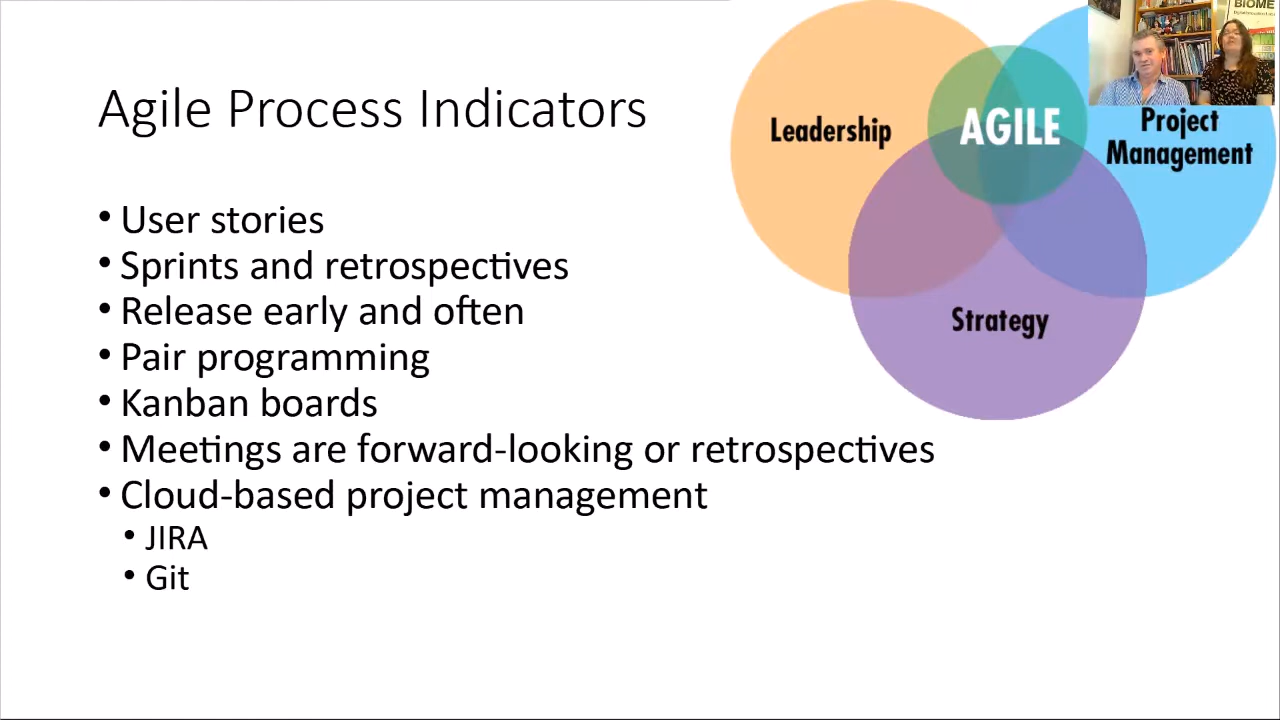 Agile Process Indicators
• User stories
• Sprints and retrospectives
• Release early and often
• Pair programming
• Kanban boards
• Meetings are forward-looking or retrospectives
• Cloud-based project management
• JIRA
• Git
Leadership
AGILE
Project
Management
Strategy
BIOME